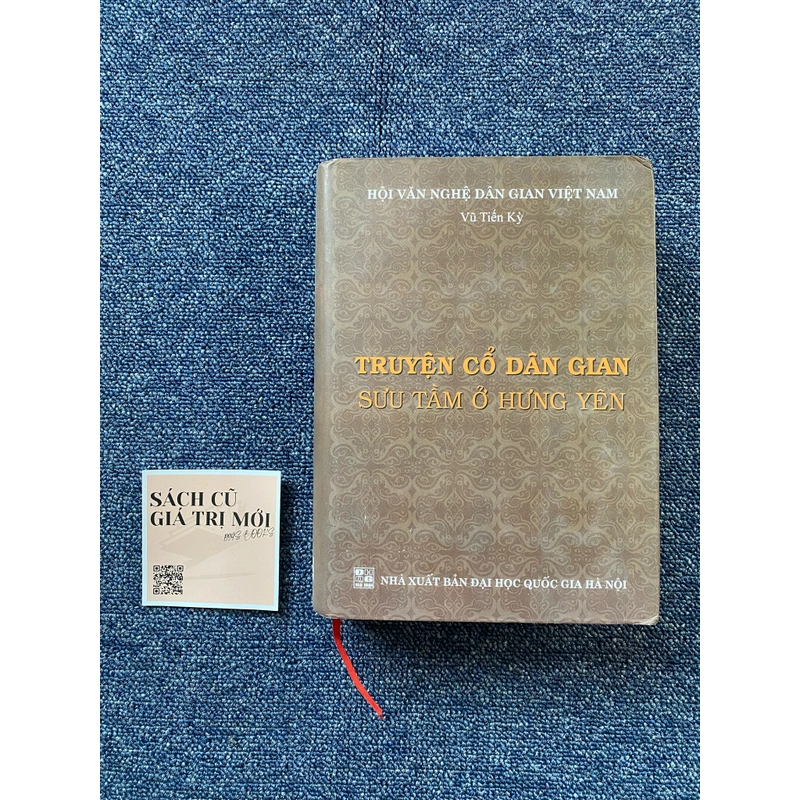 HỘI VĂN NGHỆ DÂN GIAN VIỆT NAM
Vũ Tiến Kỳ
TRUYỆN CỔ DÂN GIAN
SƯU TẦM Ở HƯNG YÊN
NHÀ XUẤT BẢN ĐẠI HỌC QUỐC GIA HÀ NỘI
SÁCH CŨ
GIÁ TRỊ MỚI